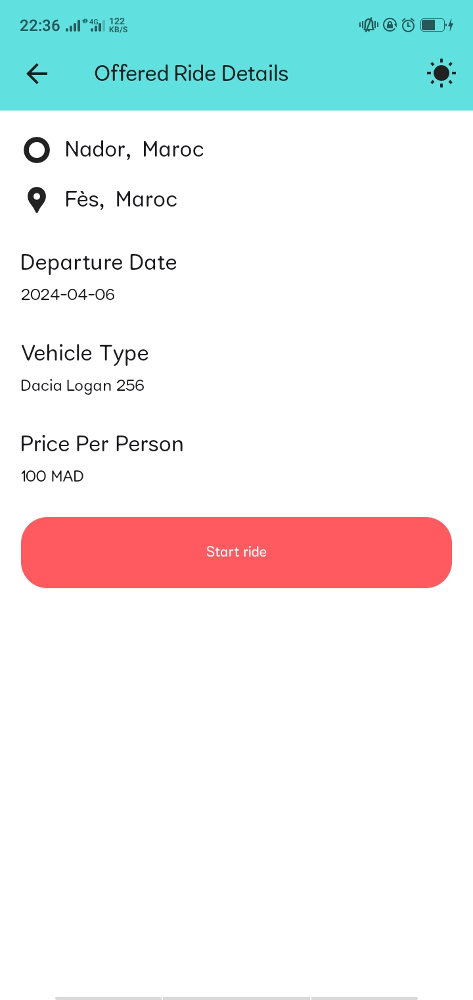 22:36 4G 122 KB/S
Offered Ride Details
Nador, Maroc
Fès, Maroc
Departure Date
2024-04-06
Vehicle Type
Dacia Logan 256
Price Per Person
100 MAD
Start ride